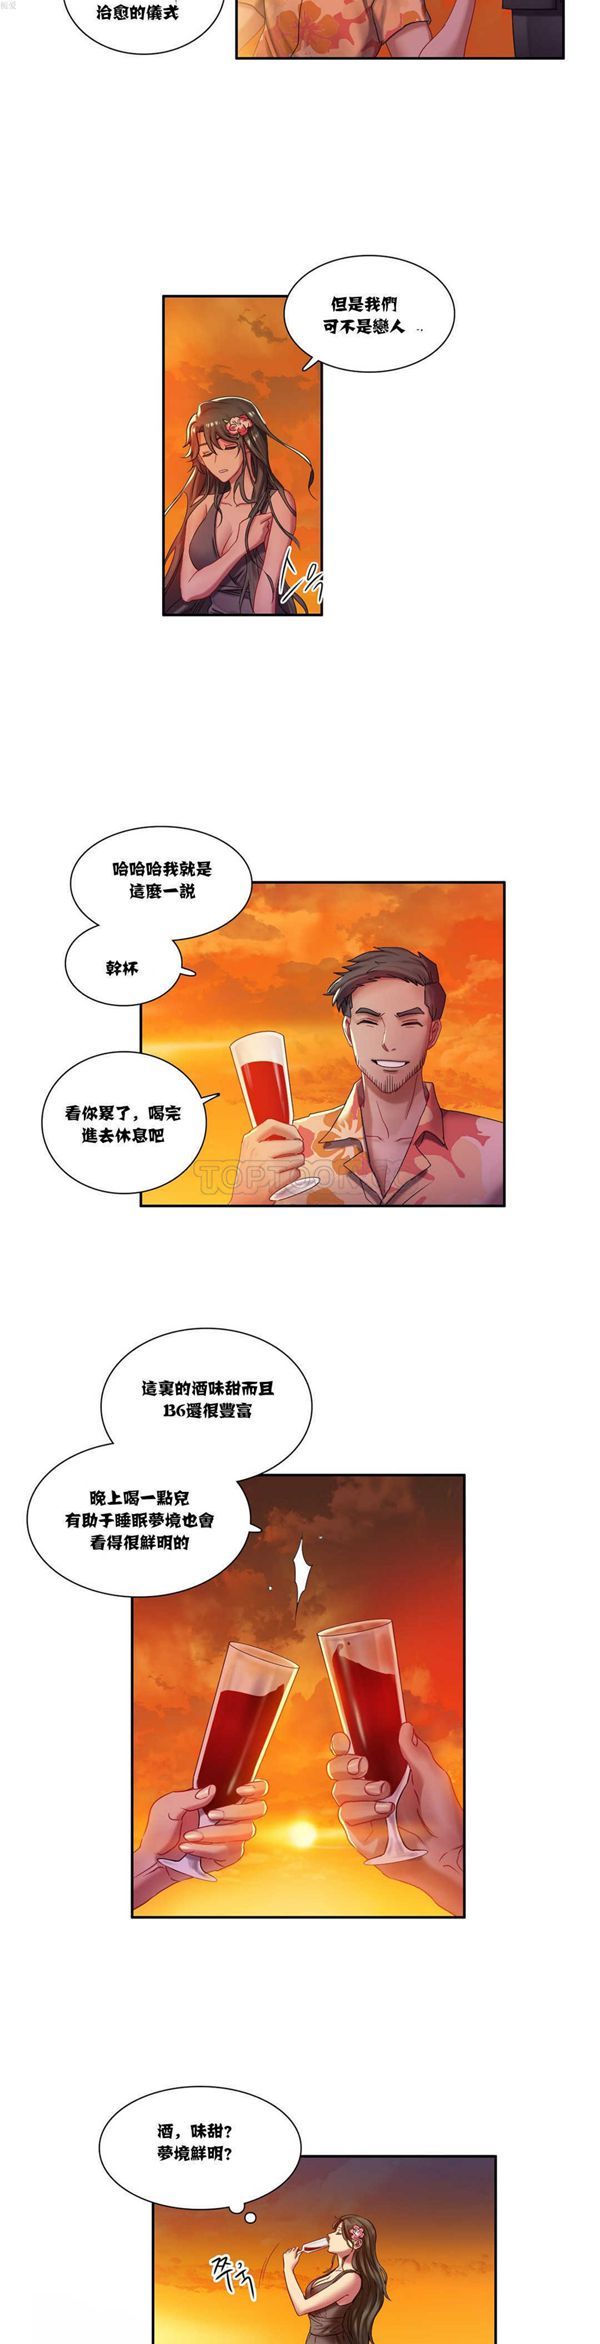 治愈的儀式
但是我們
可不是戀人 ..
哈哈哈我就是
這麼一説
幹杯
看你累了，喝完
進去休息吧
TOPTOON
這裏的酒味甜而且
B6還很豐富
晚上喝一點兒
有助于睡眠夢境也會
看得很鮮明的
酒，味甜？
夢境鮮明？
쭈욱